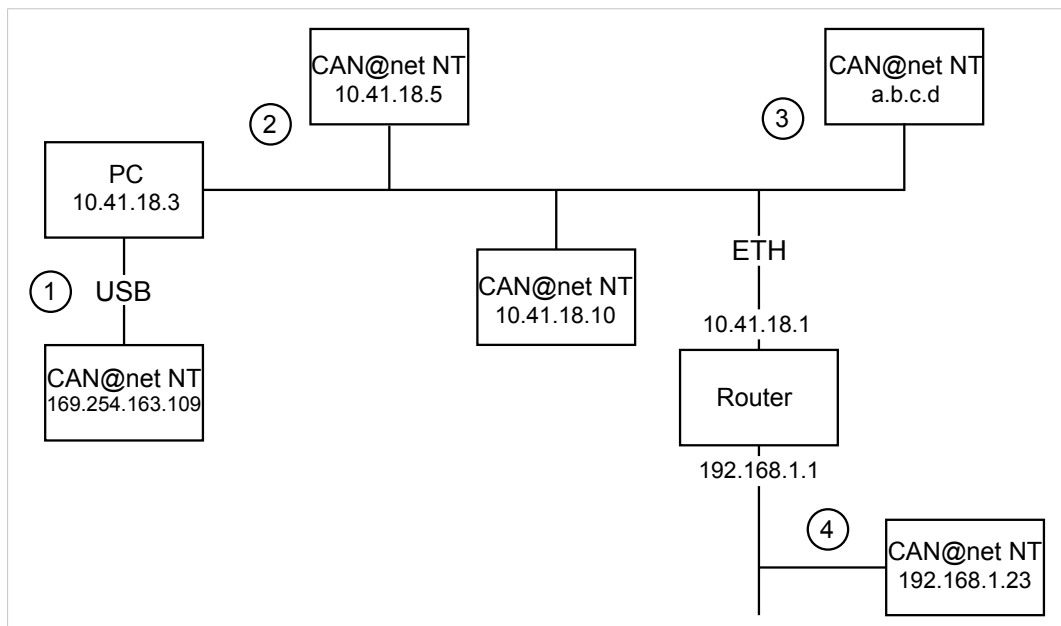 CAN@net NT
10.41.18.5
CAN@net NT
a.b.c.d
2
3
PC
10.41.18.3
ETH
CAN@net NT
10.41.18.10
1
USB
10.41.18.1
CAN@net NT
169.254.163.109
Router
192.168.1.1
4
CAN@net NT
192.168.1.23